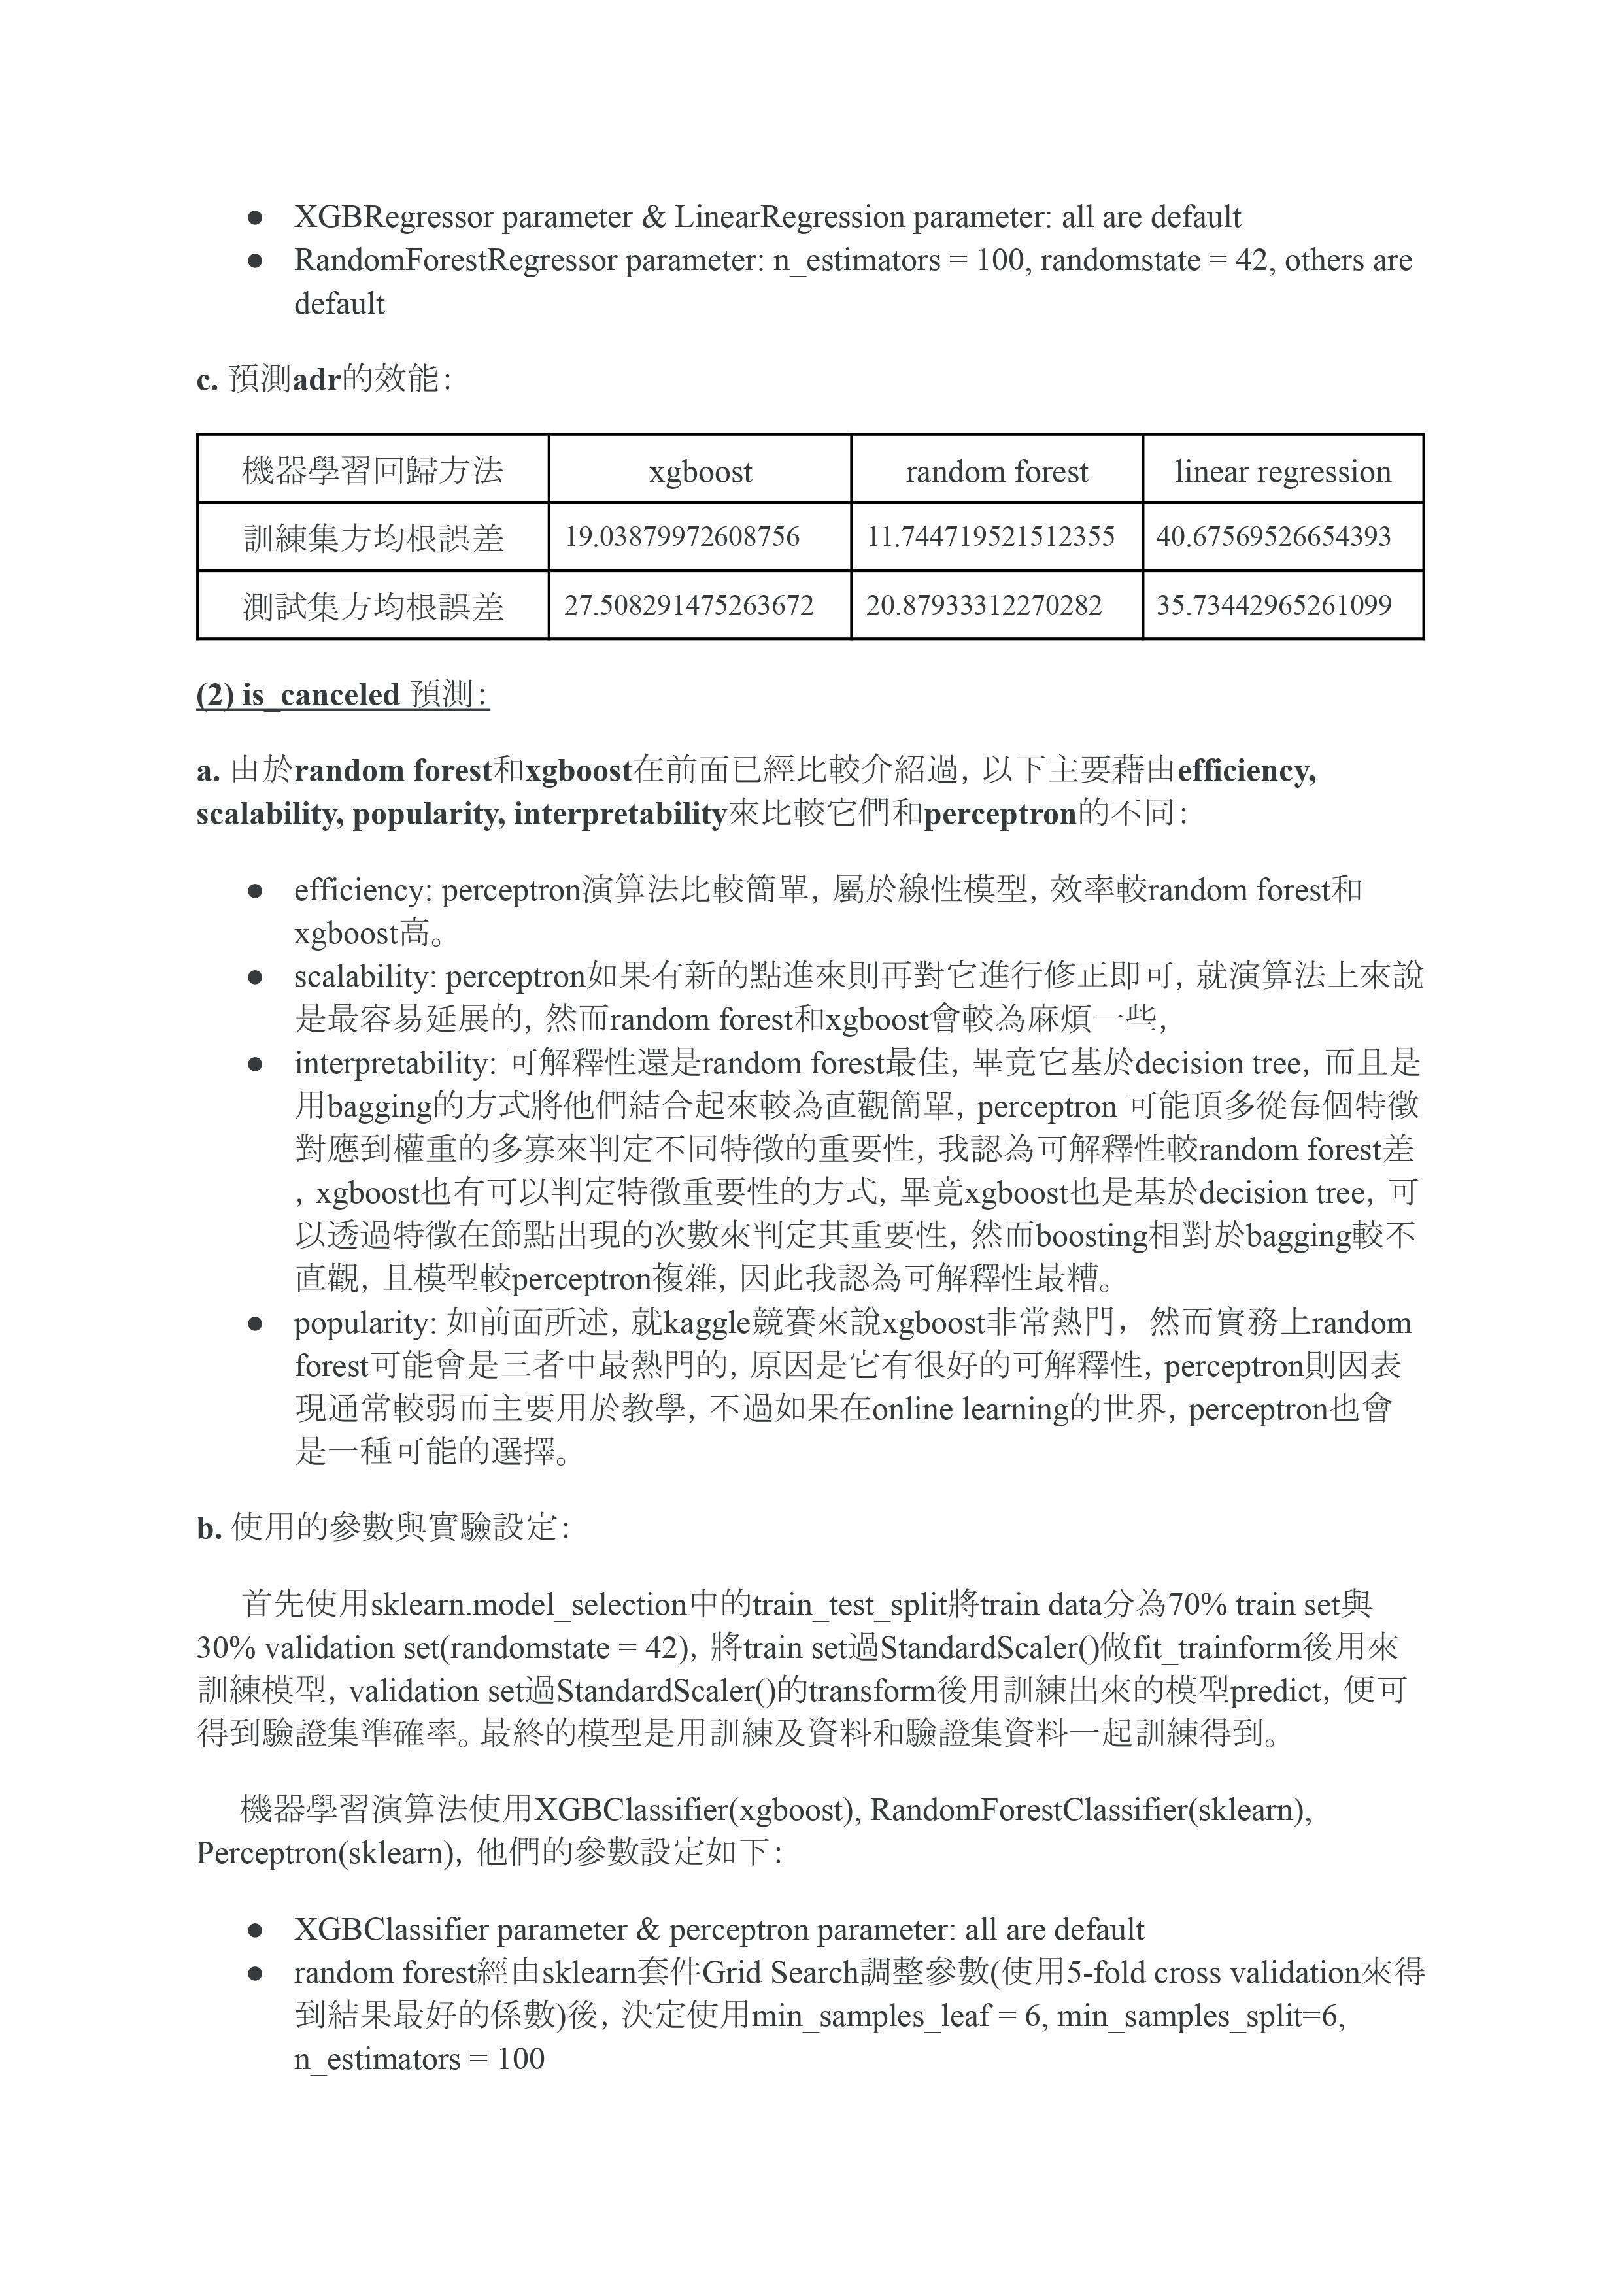 ● XGBRegressor parameter & LinearRegression parameter: all are default
● RandomForestRegressor parameter: n_estimators = 100, randomstate = 42, others are
default
c. 預測adr的效能：
機器學習回歸方法 xgboost random forest linear regression
訓練集方均根誤差 19.03879972608756 11.744719521512355 40.67569526654393
測試集方均根誤差 27.508291475263672 20.87933312270282 35.73442965261099
(2) is_canceled 預測：
a. 由於random forest和xgboost在前面已經比較介紹過，以下主要藉由efficiency,
scalability, popularity, interpretability來比較它們和perceptron的不同：
● efficiency: perceptron演算法比較簡單，屬於線性模型，效率較random forest和
xgboost高。
● scalability: perceptron如果有新的點進來則再對它進行修正即可，就演算法上來說
是最容易延展的，然而random forest和xgboost會較為麻煩一些，
● interpretability: 可解釋性還是random forest最佳，畢竟它基於decision tree，而且是
用bagging的方式將他們結合起來較為直觀簡單，perceptron 可能頂多從每個特徵
對應到權重的多寡來判定不同特徵的重要性，我認為可解釋性較random forest差
，xgboost也有可以判定特徵重要性的方式，畢竟xgboost也是基於decision tree，可
以透過特徵在節點出現的次數來判定其重要性，然而boosting相對於bagging較不
直觀，且模型較perceptron複雜，因此我認為可解釋性最糟。
● popularity: 如前面所述，就kaggle競賽來說xgboost非常熱門，然而實務上random
forest可能會是三者中最熱門的，原因是它有很好的可解釋性，perceptron則因表
現通常較弱而主要用於教學，不過如果在online learning的世界，perceptron也會
是一種可能的選擇。
b. 使用的參數與實驗設定：
首先使用sklearn.model_selection中的train_test_split將train data分為70% train set與
30% validation set(randomstate = 42)，將train set過StandardScaler()做fit_trainform後用來
訓練模型，validation set過StandardScaler()的transform後用訓練出來的模型predict，便可
得到驗證集準確率。最終的模型是用訓練及資料和驗證集資料一起訓練得到。
機器學習演算法使用XGBClassifier(xgboost), RandomForestClassifier(sklearn),
Perceptron(sklearn)，他們的參數設定如下：
● XGBClassifier parameter & perceptron parameter: all are default
● random forest經由sklearn套件Grid Search調整參數(使用5-fold cross validation來得
到結果最好的係數)後，決定使用min_samples_leaf = 6, min_samples_split=6,
n_estimators = 100